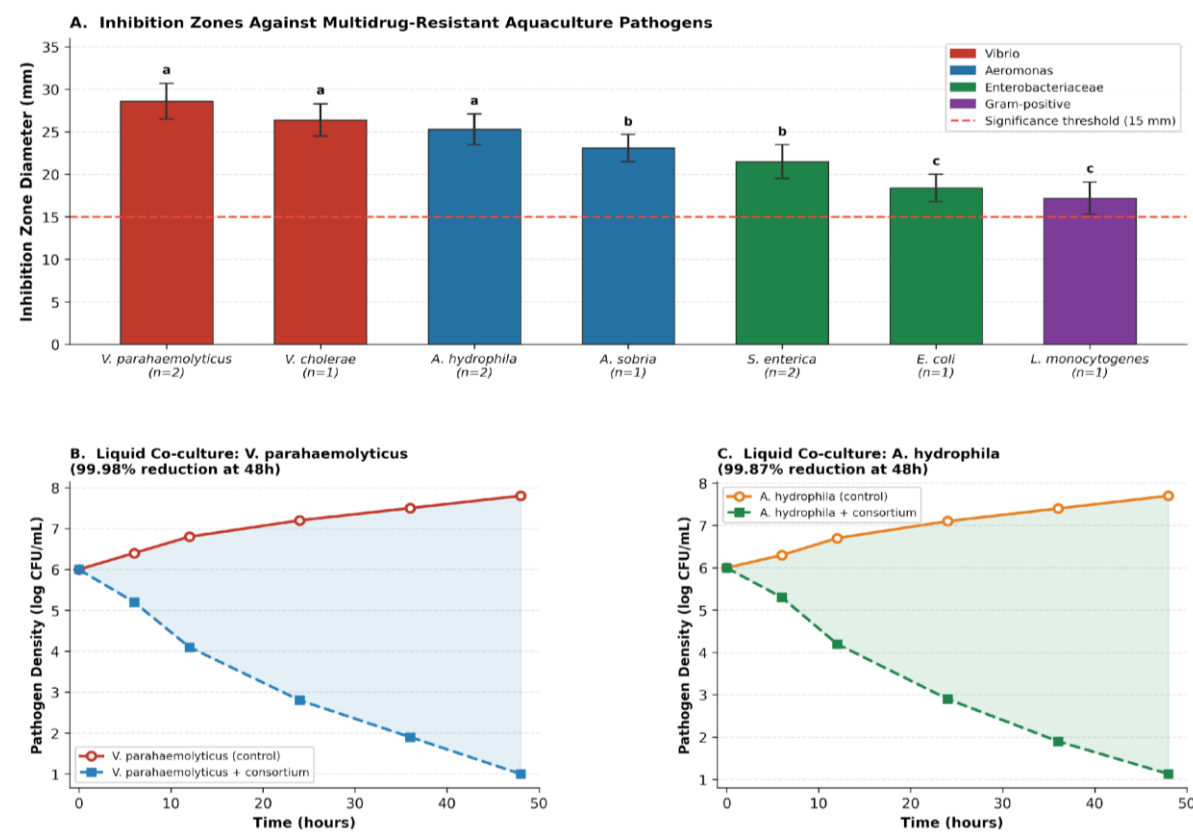 A. Inhibition Zones Against Multidrug-Resistant Aquaculture Pathogens
Inhibition Zone Diameter (mm)
35
30
25
20
15
10
5
0
a
a
a
b
b
c
c
Vibrio
Aeromonas
Enterobacteriaceae
Gram-positive
Significance threshold (15 mm)
V. parahaemolyticus
(n=2)
V. cholerae
(n=1)
A. hydrophila
(n=2)
A. sobria
(n=1)
S. enterica
(n=2)
E. coli
(n=1)
L. monocytogenes
(n=1)
B. Liquid Co-culture: V. parahaemolyticus
(99.98% reduction at 48h)
Pathogen Density (log CFU/mL)
8
7
6
5
4
3
2
1
V. parahaemolyticus (control)
V. parahaemolyticus + consortium
0
10
20
30
40
50
Time (hours)
C. Liquid Co-culture: A. hydrophila
(99.87% reduction at 48h)
Pathogen Density (log CFU/mL)
8
7
6
5
4
3
2
1
A. hydrophila (control)
A. hydrophila + consortium
0
10
20
30
40
50
Time (hours)